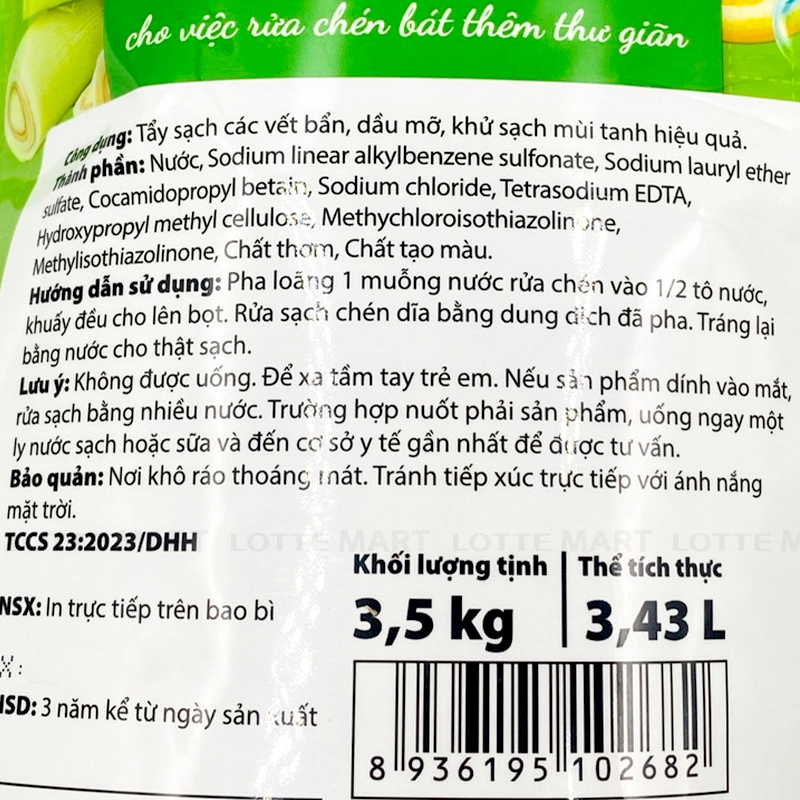 cho việc rửa chén bát thêm thư giãn
Công dụng: Tẩy sạch các vết bẩn, dầu mỡ, khử sạch mùi tanh hiệu quả.
Thành phần: Nước, Sodium linear alkylbenzene sulfonate, Sodium lauryl ether
sulfate, Cocamidopropyl betain, Sodium chloride, Tetrasodium EDTA,
Hydroxypropyl methyl cellulose, Methychloroisothiazolinone,
Methylisothiazolinone, Chất thơm, Chất tạo màu.
Hướng dẫn sử dụng: Pha loãng 1 muỗng nước rửa chén vào 1/2 tô nước,
khuấy đều cho lên bọt. Rửa sạch chén dĩa bằng dung dịch đã pha. Tráng lại
bằng nước cho thật sạch.
Lưu ý: Không được uống. Để xa tầm tay trẻ em. Nếu sản phẩm dính vào mắt,
rửa sạch bằng nhiều nước. Trường hợp nuốt phải sản phẩm, uống ngay một
ly nước sạch hoặc sữa và đến cơ sở y tế gần nhất để được tư vấn.
Bảo quản: Nơi khô ráo thoáng mát. Tránh tiếp xúc trực tiếp với ánh nắng
mặt trời.
TCCS 23:2023/DHH
LOTTE MART LOTTE MART LOTTE M
Khối lượng tịnh Thể tích thực
3,5 kg 3,43 L
NSX: In trực tiếp trên bao bì
X:
HSD: 3 năm kể từ ngày sản xuất
8 936195 102682